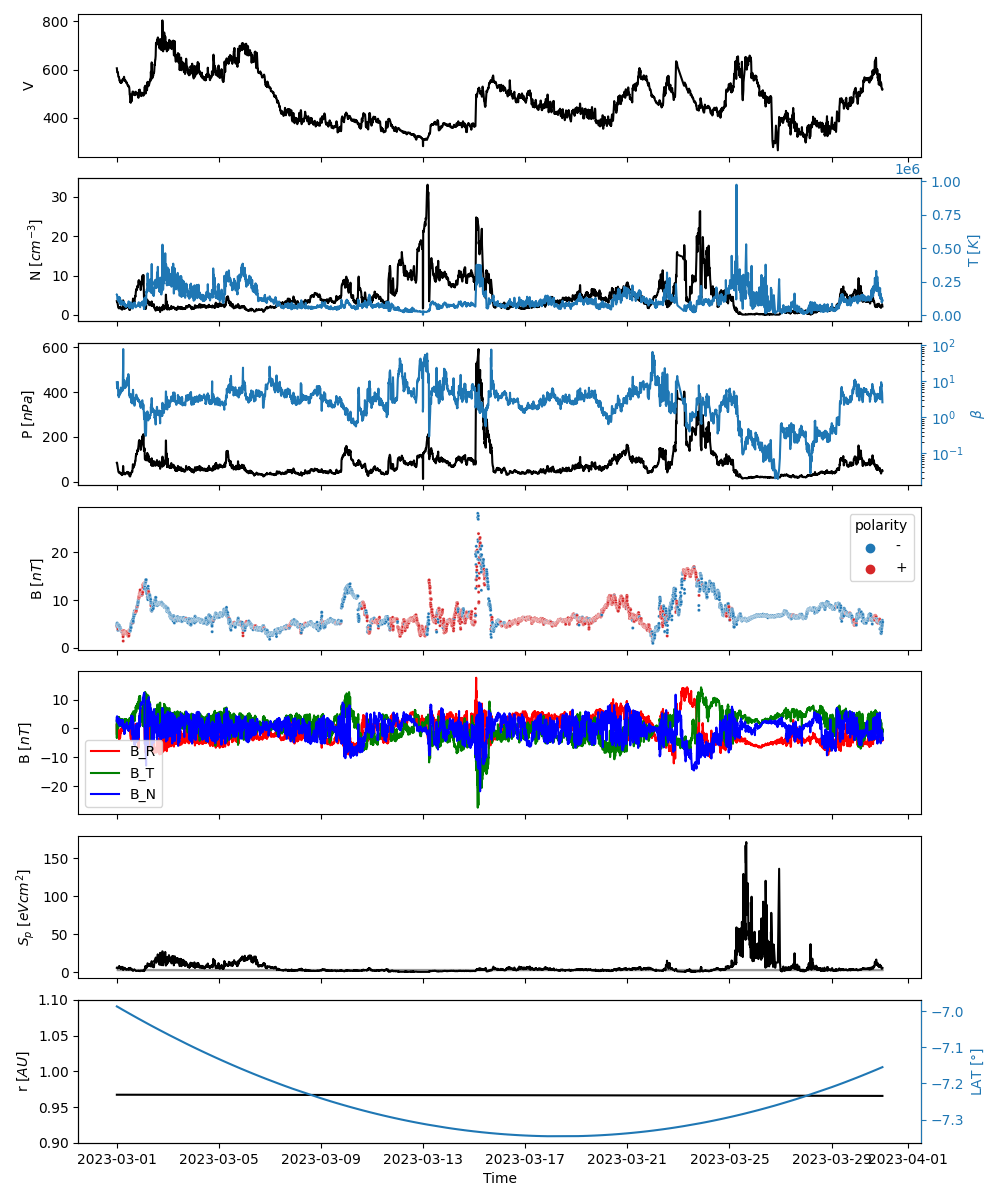 800
600
400
V
1e6
30
20
10
0
N [cm⁻³]
1.00
0.75
0.50
0.25
0.00
T [K]
600
400
200
0
P [nPa]
10²
10¹
10⁰
10⁻¹
β
20
10
0
B [nT]
polarity
-
+
10
0
−10
−20
B [nT]
B_R
B_T
B_N
150
100
50
0
Sₚ [eVcm²]
1.10
1.05
1.00
0.95
0.90
r [AU]
−7.0
−7.1
−7.2
−7.3
LAT [°]
2023-03-01 2023-03-05 2023-03-09 2023-03-13 2023-03-17 2023-03-21 2023-03-25 2023-03-29 2023-04-01
Time